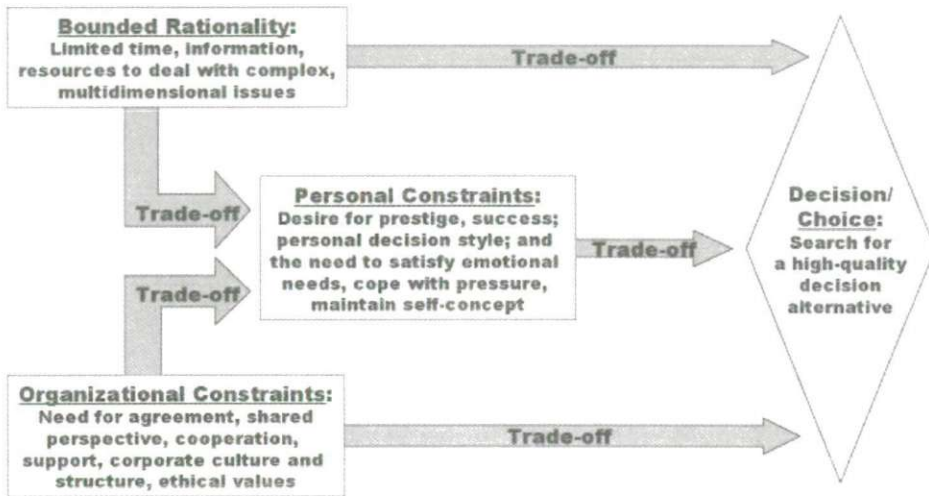 Bounded Rationality:
Limited time, information,
resources to deal with complex,
multidimensional issues
Trade-off
Trade-off
Personal Constraints:
Desire for prestige, success;
personal decision style; and
the need to satisfy emotional
needs, cope with pressure,
maintain self-concept
Trade-off
Trade-off
Decision/
Choice:
Search for
a high-quality
decision
alternative
Organizational Constraints:
Need for agreement, shared
perspective, cooperation,
support, corporate culture and
structure, ethical values
Trade-off